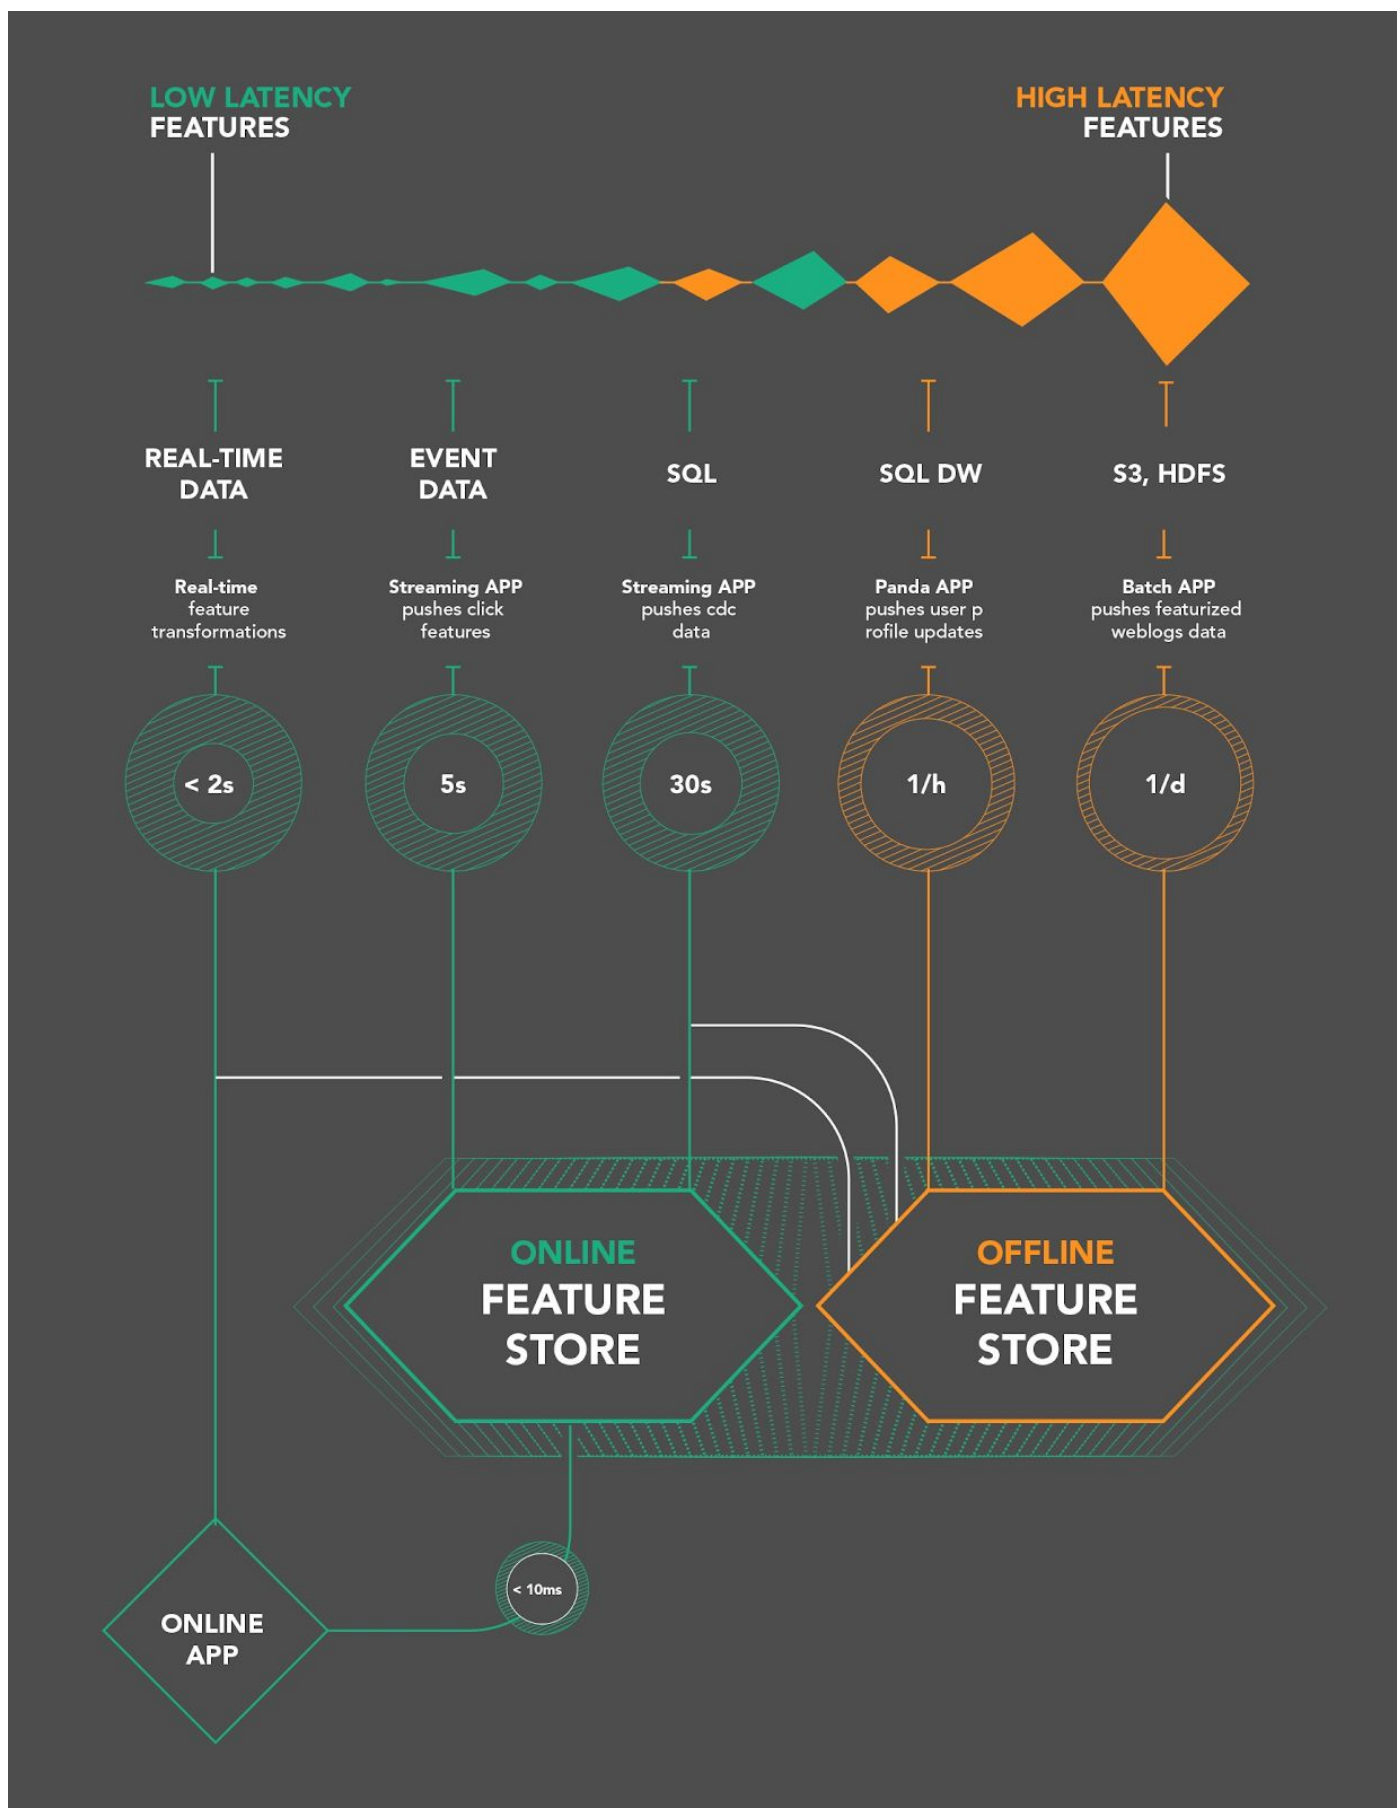 LOW LATENCY
FEATURES
HIGH LATENCY
FEATURES
REAL-TIME
DATA
EVENT
DATA
SQL
SQL DW
S3, HDFS
Real-time
feature
transformations
Streaming APP
pushes click
features
Streaming APP
pushes cdc
data
Panda APP
pushes user p
rofile updates
Batch APP
pushes featurized
weblogs data
< 2s
5s
30s
1/h
1/d
ONLINE
FEATURE
STORE
OFFLINE
FEATURE
STORE
< 10ms
ONLINE
APP